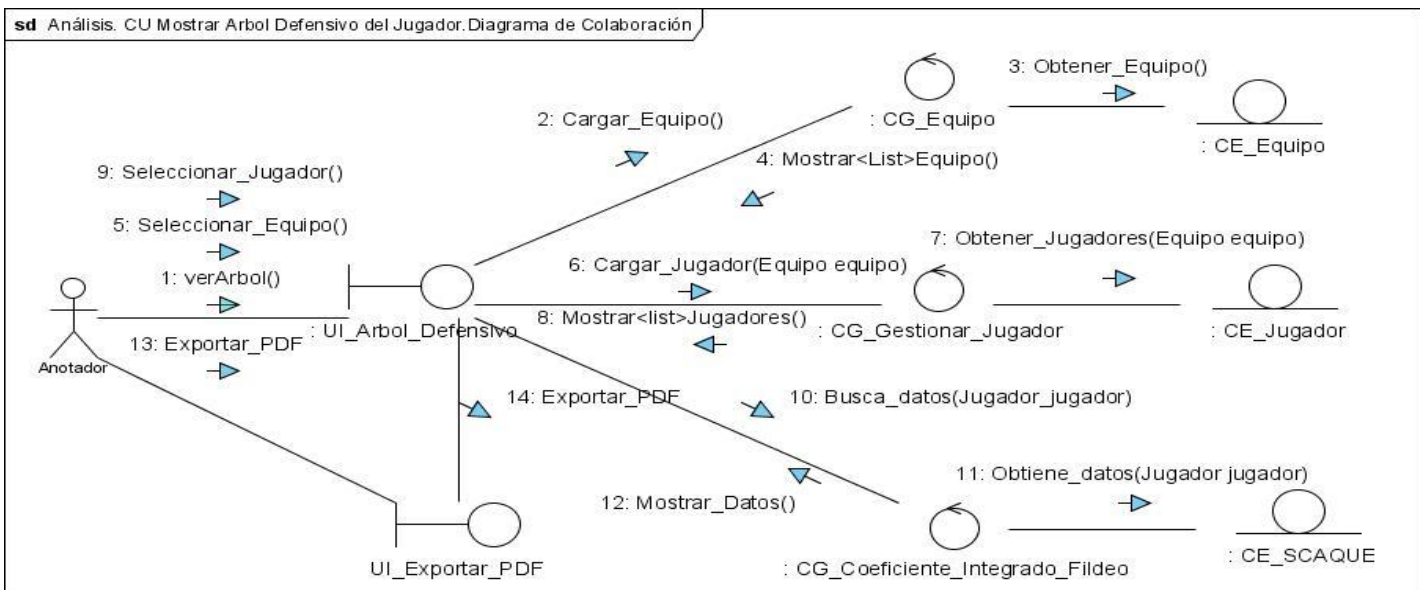 sd Análisis. CU Mostrar Arbol Defensivo del Jugador.Diagrama de Colaboración
3: Obtener_Equipo()
2: Cargar_Equipo()
: CG_Equipo
: CE_Equipo
4: Mostrar<List>Equipo()
9: Seleccionar_Jugador()
5: Seleccionar_Equipo()
7: Obtener_Jugadores(Equipo equipo)
6: Cargar_Jugador(Equipo equipo)
1: verArbol()
: UI_Arbol_Defensivo
8: Mostrar<list>Jugadores()
: CG_Gestionar_Jugador
: CE_Jugador
13: Exportar_PDF
Anotador
14: Exportar_PDF
10: Busca_datos(Jugador_jugador)
11: Obtiene_datos(Jugador jugador)
12: Mostrar_Datos()
UI_Exportar_PDF
: CG_Coeficiente_Integrado_Fildeo
: CE_SCAQUE